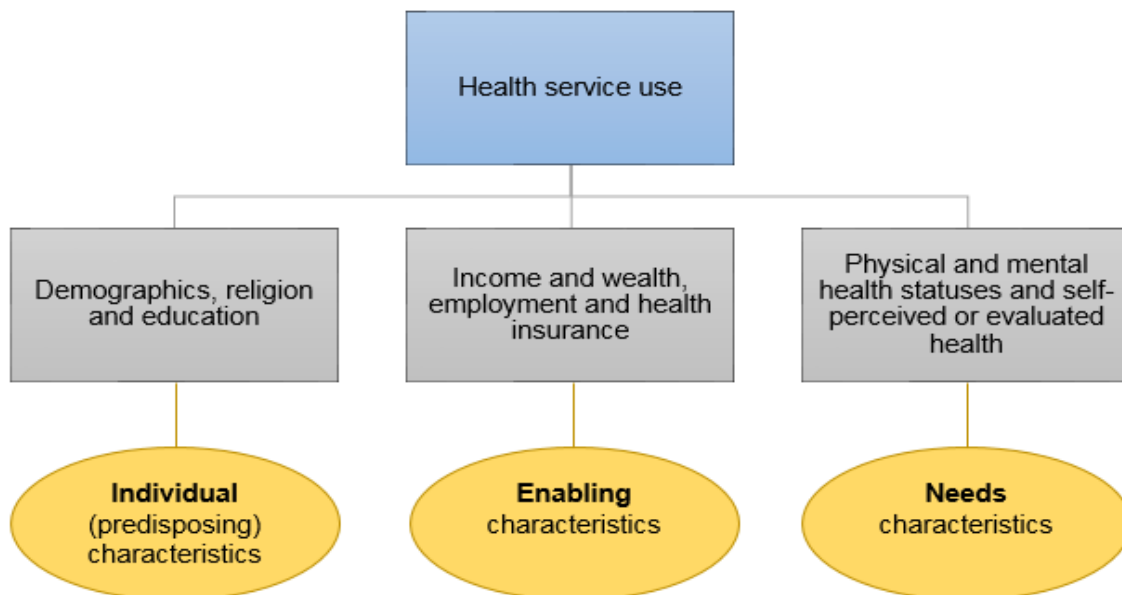 Health service use
Demographics, religion
and education
Income and wealth,
employment and health
insurance
Physical and mental
health statuses and self-
perceived or evaluated
health
Individual
(predisposing)
characteristics
Enabling
characteristics
Needs
characteristics